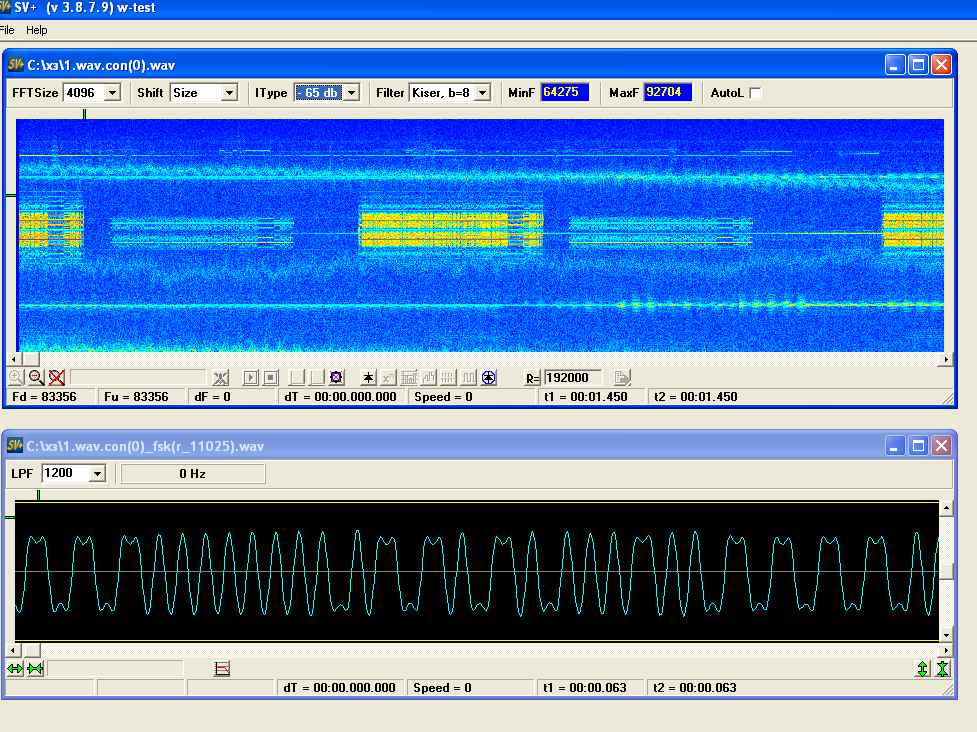 SV+ (v 3.8.7.9) w-test
File Help
SV+ C:\хз\1.wav.con(0).wav
FFTSize 4096 Shift Size IType - 65 db Filter Kiser, b=8 MinF 64275 MaxF 92704 AutoL
R= 192000
Fd = 83356 Fu = 83356 dF = 0 dT = 00:00.000.000 Speed = 0 t1 = 00:01.450 t2 = 00:01.450
SV+ C:\хз\1.wav.con(0)_fsk(r_11025).wav
LPF 1200 0 Hz
dT = 00:00.000.000 Speed = 0 t1 = 00:00.063 t2 = 00:00.063